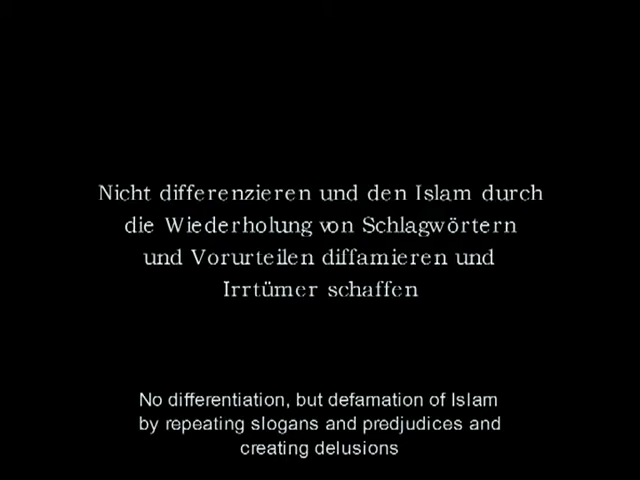 Nicht differenzieren und den Islam durch
die Wiederholung von Schlagwörtern
und Vorurteilen diffamieren und
Irrtümer schaffen
No differentiation, but defamation of Islam
by repeating slogans and predjudices and
creating delusions